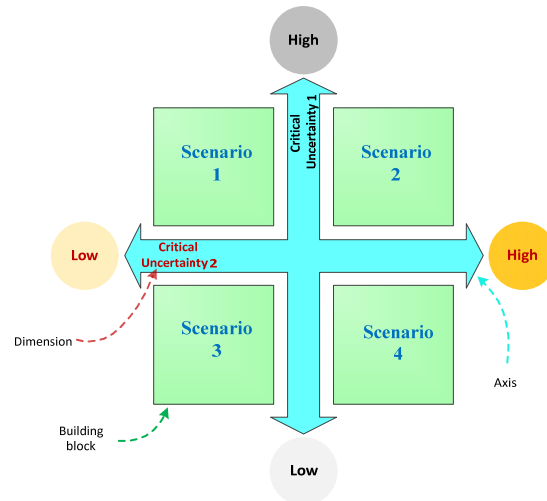 High
Critical
Uncertainty 1
Scenario
1
Scenario
2
Low
Critical
Uncertainty 2
High
Dimension
Scenario
3
Scenario
4
Axis
Building
block
Low